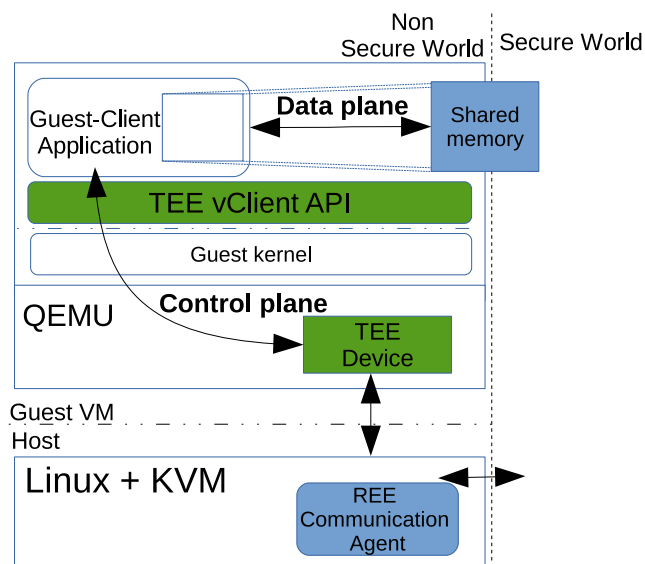 Non
Secure World
Secure World
Guest-Client
Application
Data plane
Shared
memory
TEE vClient API
Guest kernel
Control plane
QEMU
TEE
Device
Guest VM
Host
Linux + KVM
REE
Communication
Agent